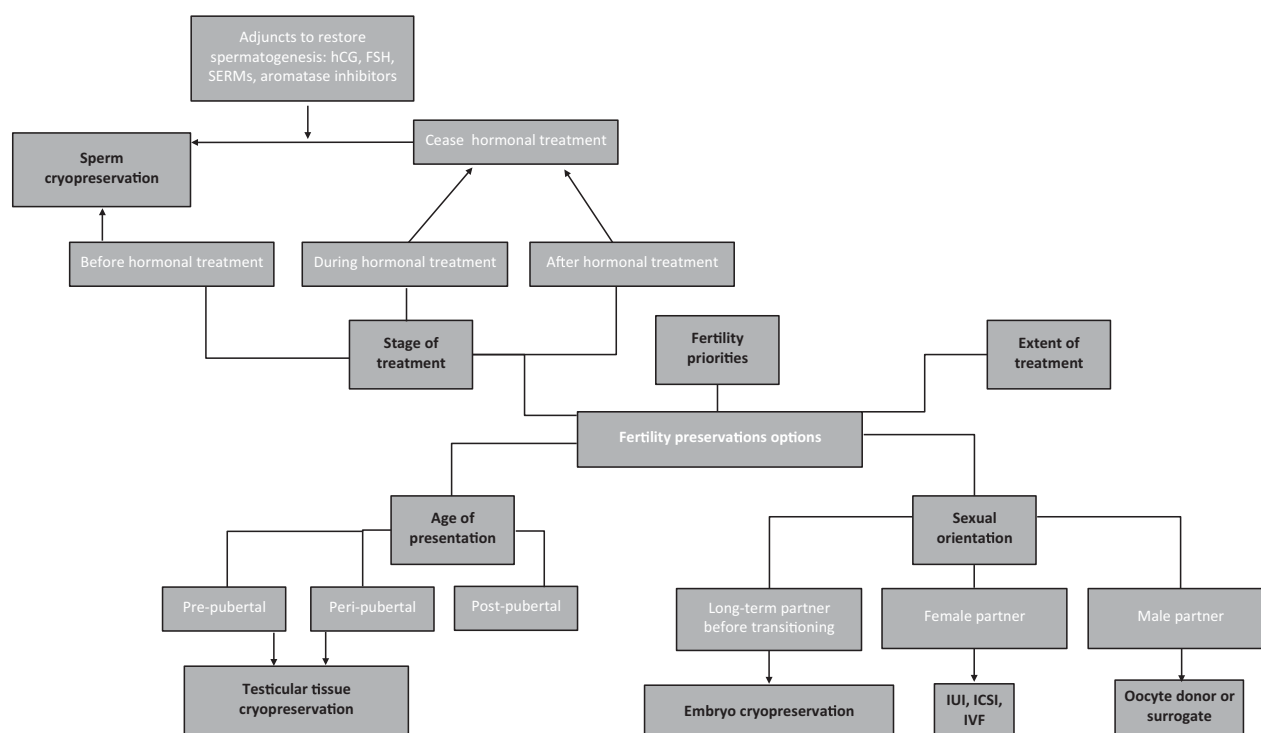 Adjuncts to restore
spermatogenesis: hCG, FSH,
SERMs, aromatase inhibitors
Cease hormonal treatment
Sperm
cryopreservation
Before hormonal treatment
During hormonal treatment
After hormonal treatment
Stage of
treatment
Fertility
priorities
Extent of
treatment
Fertility preservations options
Age of
presentation
Sexual
orientation
Pre-pubertal
Peri-pubertal
Post-pubertal
Long-term partner
before transitioning
Female partner
Male partner
Testicular tissue
cryopreservation
Embryo cryopreservation
IUI, ICSI,
IVF
Oocyte donor or
surrogate